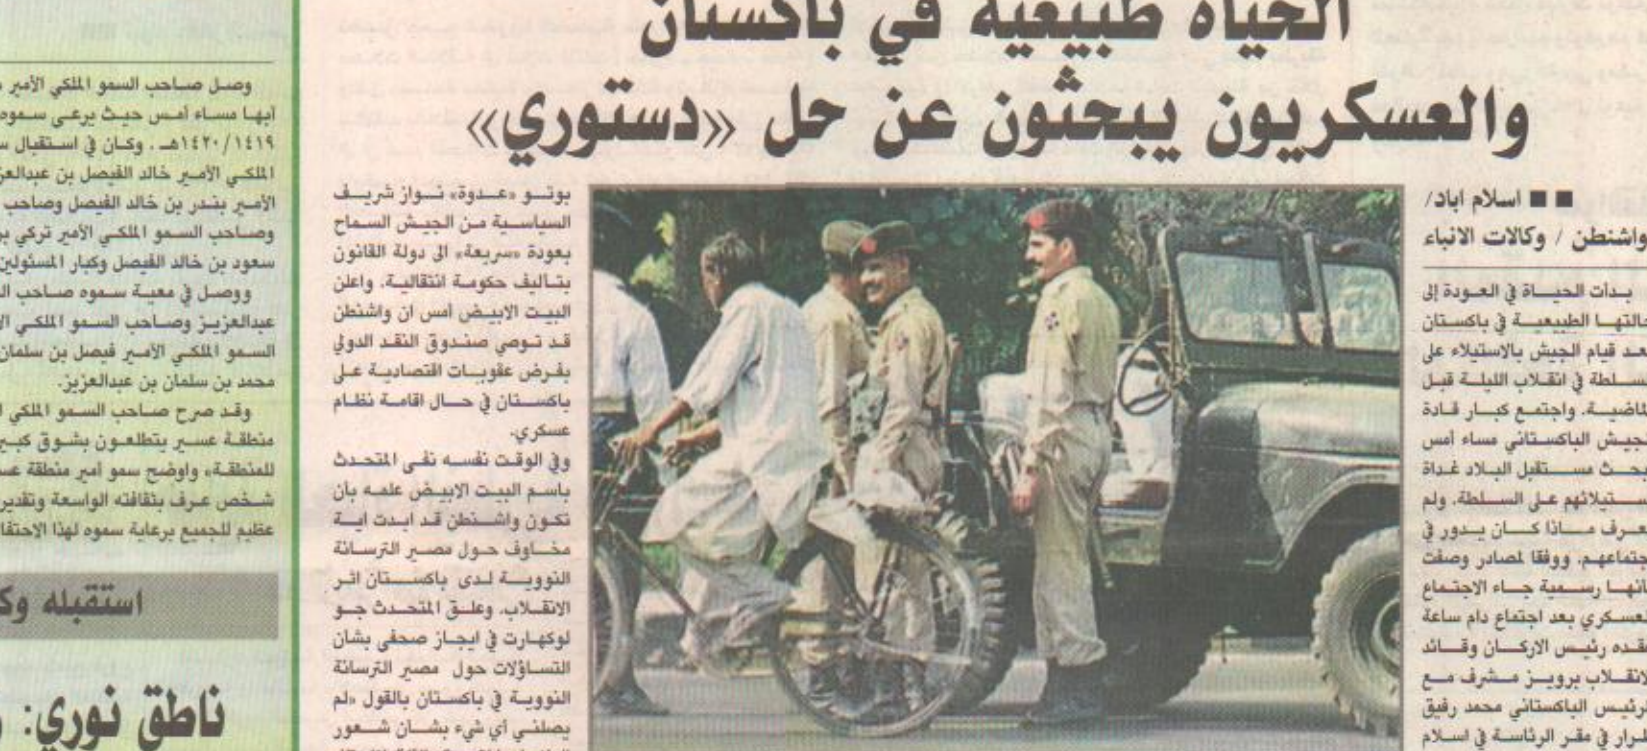 الحياة طبيعية في باكستان
والعسكريون يبحثون عن حل «دستوري»
■ ■ اسلام اباد/
واشنطن / وكالات الانباء
بدأت الحياة في العودة إلى
حالتها الطبيعية في باكستان
بعد قيام الجيش بالاستيلاء على
السلطة في انقلاب الليلة قبل
الماضية. واجتمع كبار قادة
الجيش الباكستاني مساء أمس
لبحث مستقبل البلاد غداة
استيلائهم على السلطة. ولم
يعرف ماذا كان يدور في
اجتماعهم. ووفقا لمصادر وصفت
بأنها رسمية جاء الاجتماع
العسكري بعد اجتماع دام ساعة
عقده رئيس الاركان وقائد
الانقلاب برويز مشرف مع
الرئيس الباكستاني محمد رفيق
ترار في مقر الرئاسة في اسلام
بوتو «عدوة» نواز شريف
السياسية من الجيش السماح
بعودة «سريعة» الى دولة القانون
بتأليف حكومة انتقالية. واعلن
البيت الابيض أمس ان واشنطن
قد توصي صندوق النقد الدولي
بفرض عقوبات اقتصادية على
باكستان في حال اقامة نظام
عسكري.
وفي الوقت نفسه نفى المتحدث
باسم البيت الابيض علمه بأن
تكون واشنطن قد ابدت اية
مخاوف حول مصير الترسانة
النووية لدى باكستان اثر
الانقلاب. وعلق المتحدث جو
لوكهارت في ايجاز صحفي بشان
التساؤلات حول مصير الترسانة
النووية في باكستان بالقول «لم
يصلني أي شيء بشان شعور
وصل صاحب السمو الملكي الأمير
أبها مساء أمس حيث يرعى سموه
١٤٢٠/١٤١٩هـ. وكان في استقبال
الملكي الأمير خالد الفيصل بن عبدالعزيز
الأمير بندر بن خالد الفيصل وصاحب
وصاحب السمو الملكي الأمير تركي بن
سعود بن خالد الفيصل وكبار المسئولين
ووصل في معية سموه صاحب
عبدالعزيز وصاحب السمو الملكي
السمو الملكي الأمير فيصل بن سلمان
محمد بن سلمان بن عبدالعزيز.
وقد صرح صاحب السمو الملكي
منطقة عسير يتطلعون بشوق كبير
للمنطقة» واوضح سمو أمير منطقة
شخص عرف بثقافته الواسعة وتقديره
عظيم للجميع برعاية سموه لهذا
استقبله
ناطق نوري: